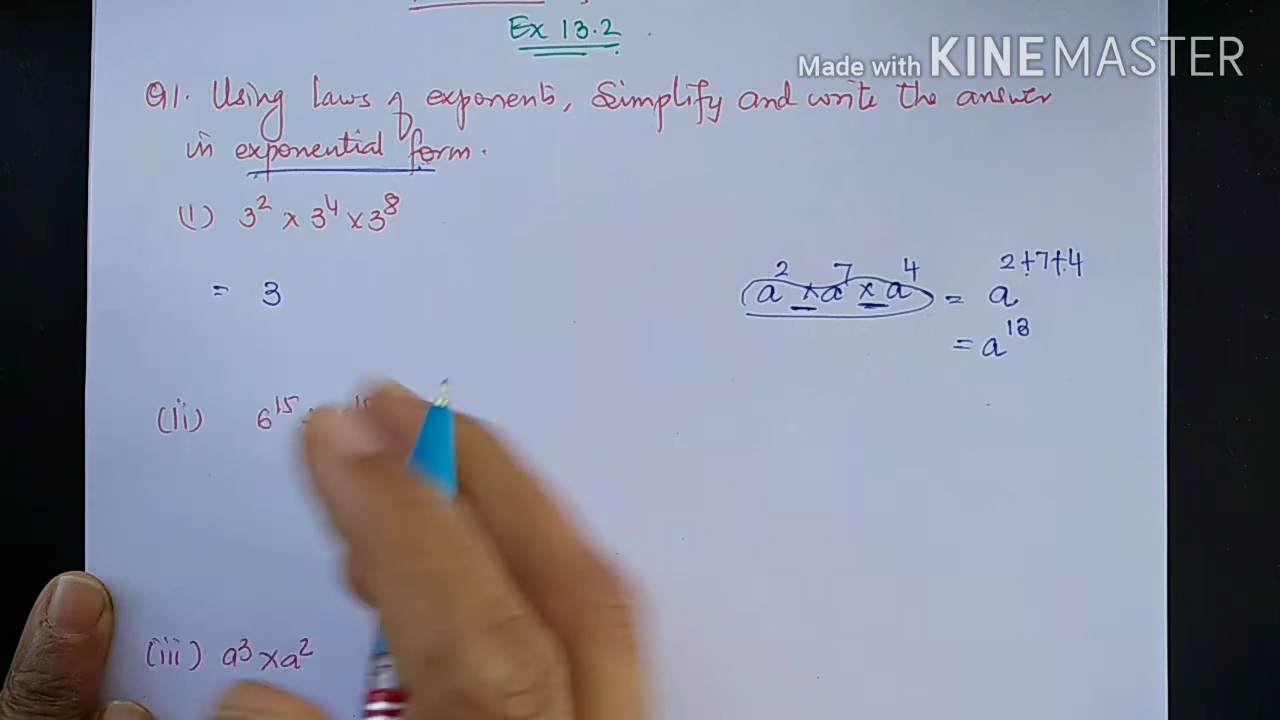 Ex 13.2
Made with KINEMASTER
Q1. Using laws of exponents, Simplify and write the answer
in exponential form.
(i) 3² × 3⁴ × 3⁸
= 3
a² × a⁷ × a⁴ = a²⁺⁷⁺⁴
= a¹³
(ii) 6¹⁵
(iii) a³ × a²